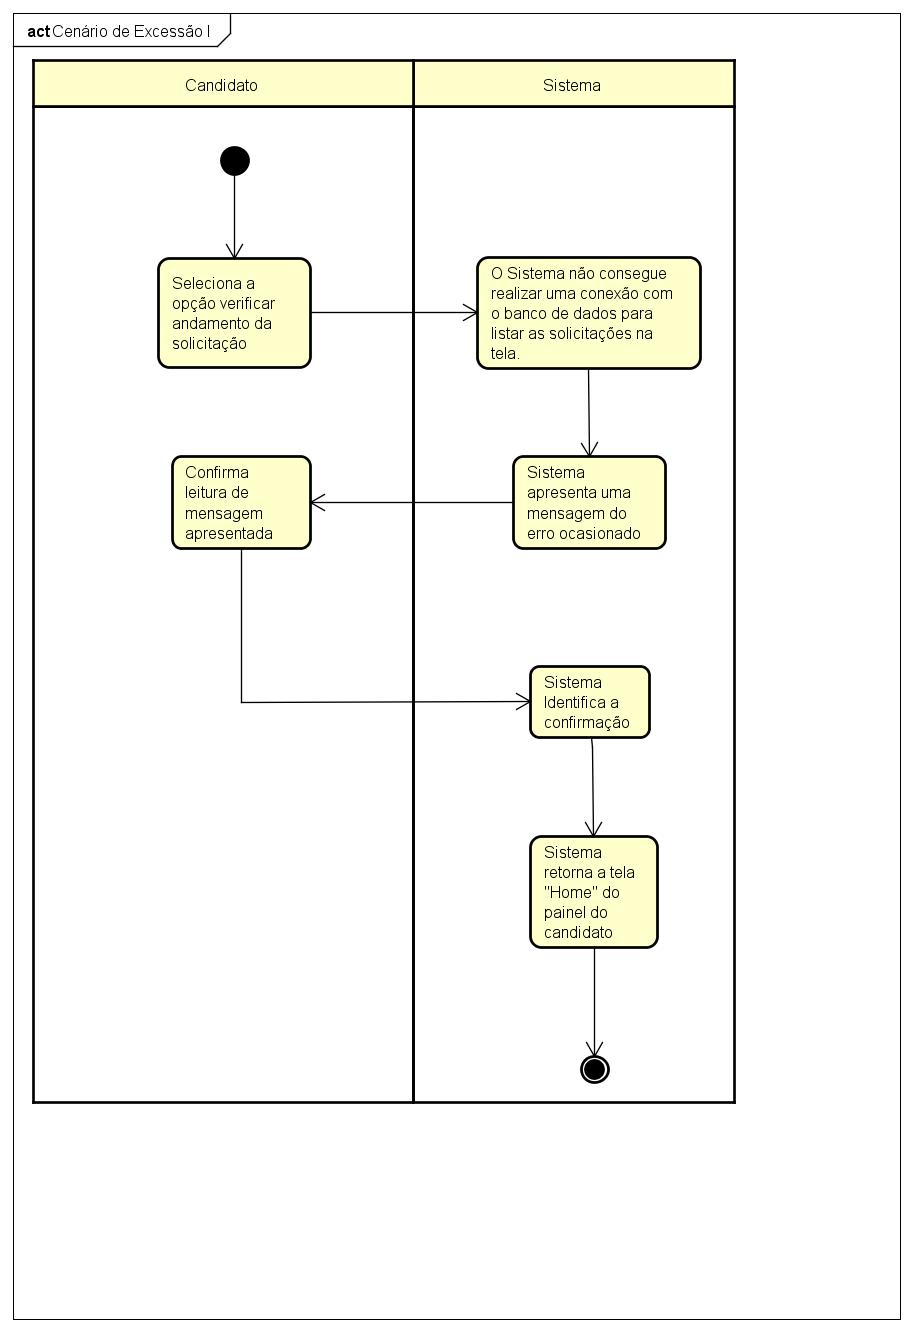 act Cenário de Excessão I
Candidato
Sistema
Seleciona a
opção verificar
andamento da
solicitação
O Sistema não consegue
realizar uma conexão com
o banco de dados para
listar as solicitações na
tela.
Confirma
leitura de
mensagem
apresentada
Sistema
apresenta uma
mensagem do
erro ocasionado
Sistema
Identifica a
confirmação
Sistema
retorna a tela
"Home" do
painel do
candidato